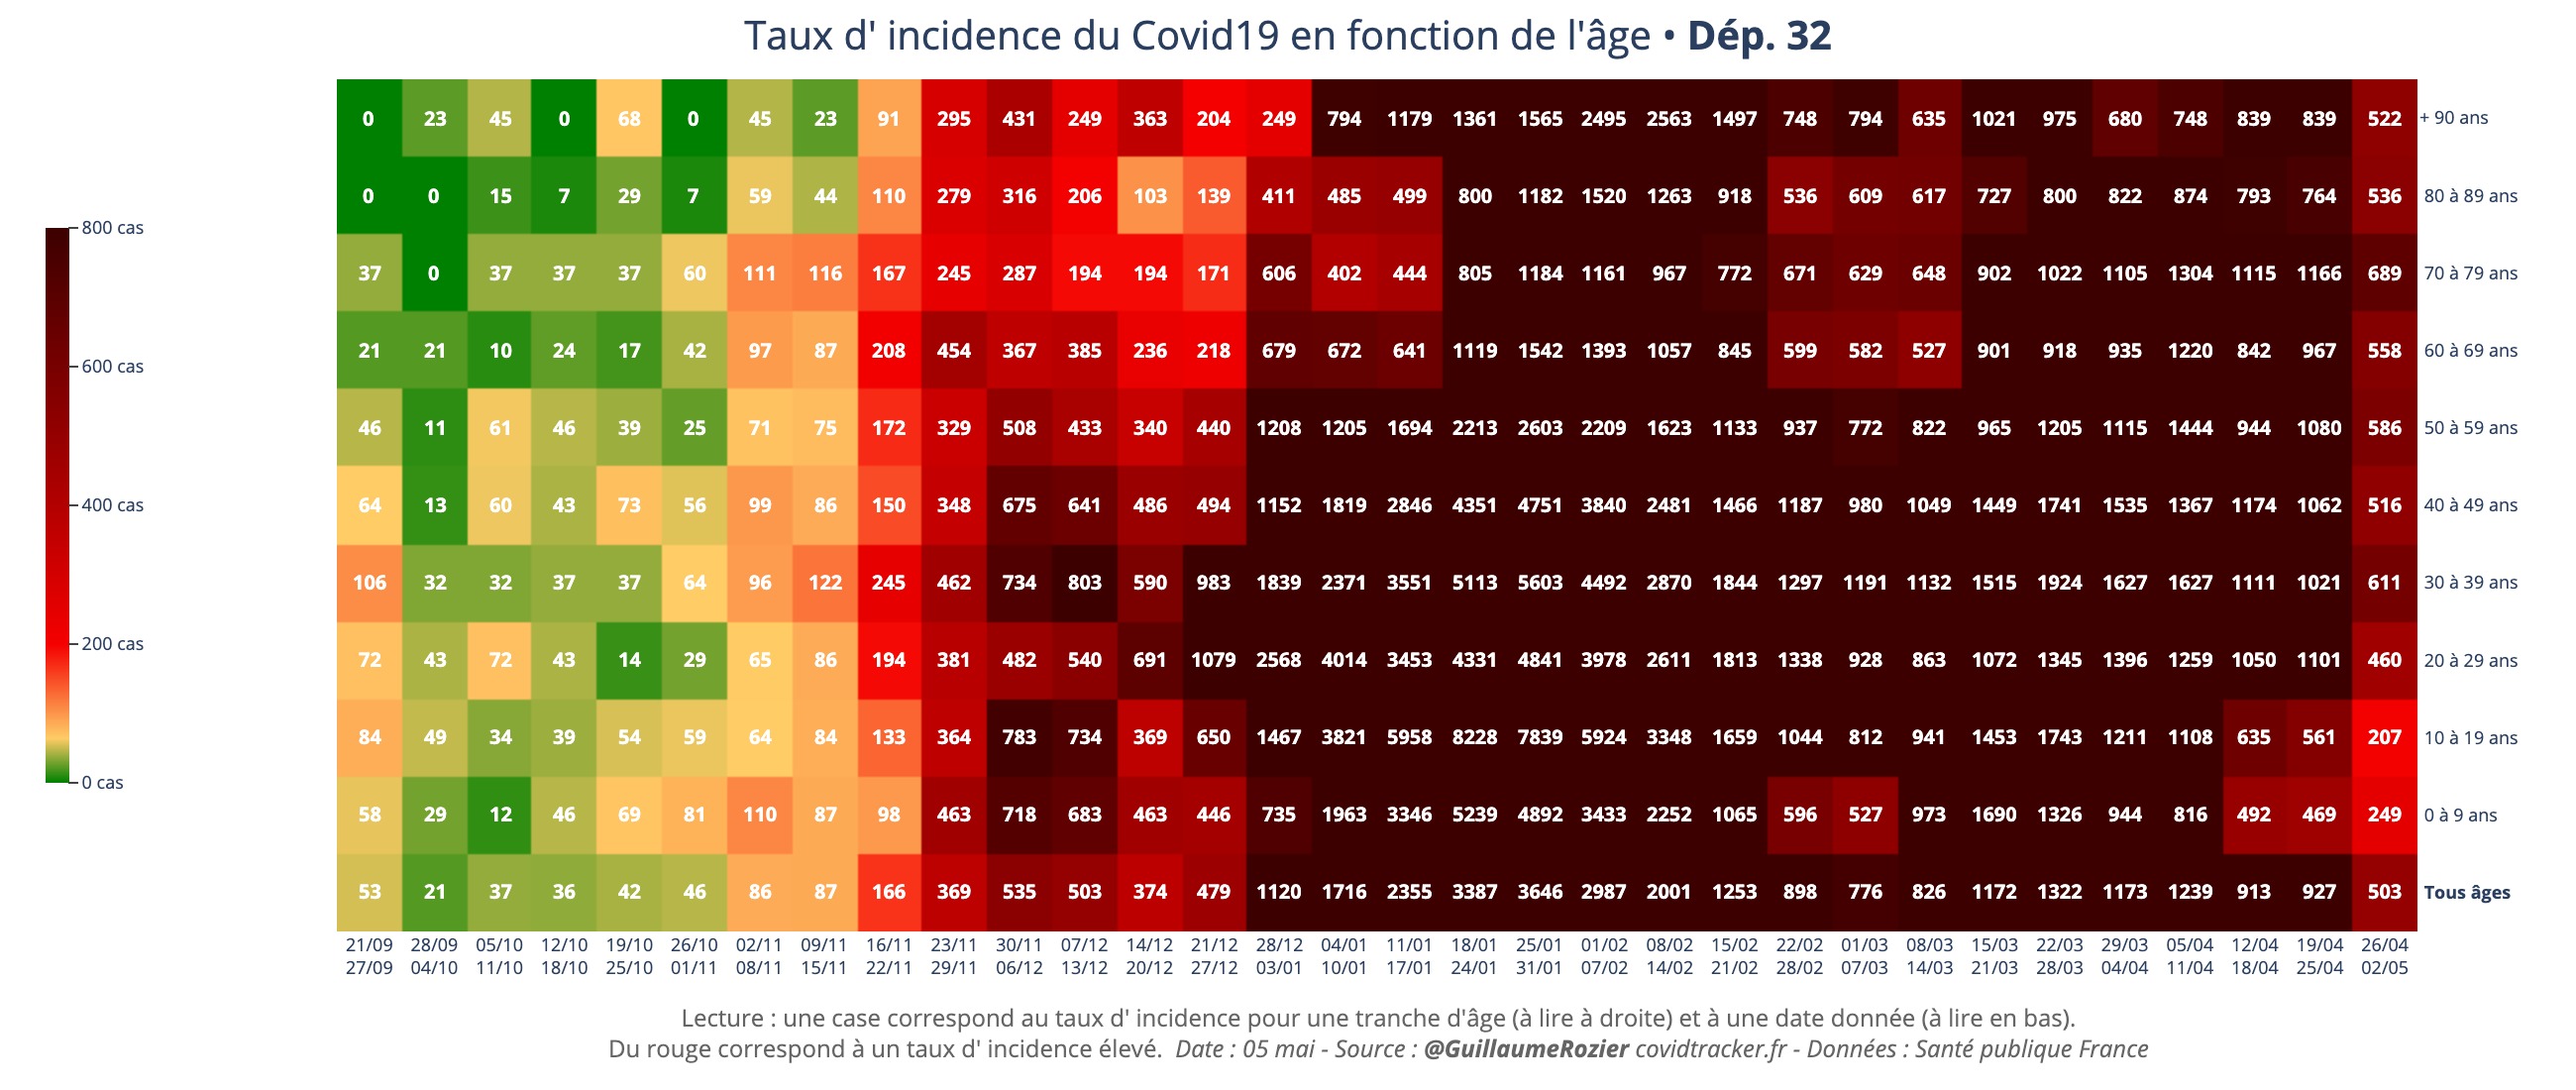 Taux d' incidence du Covid19 en fonction de l'âge • Dép. 32
800 cas
600 cas
400 cas
200 cas
0 cas
0 23 45 0 68 0 45 23 91 295 431 249 363 204 249 794 1179 1361 1565 2495 2563 1497 748 794 635 1021 975 680 748 839 839 522 + 90 ans
0 0 15 7 29 7 59 44 110 279 316 206 103 139 411 485 499 800 1182 1520 1263 918 536 609 617 727 800 822 874 793 764 536 80 à 89 ans
37 0 37 37 37 60 111 116 167 245 287 194 194 171 606 402 444 805 1184 1161 967 772 671 629 648 902 1022 1105 1304 1115 1166 689 70 à 79 ans
21 21 10 24 17 42 97 87 208 454 367 385 236 218 679 672 641 1119 1542 1393 1057 845 599 582 527 901 918 935 1220 842 967 558 60 à 69 ans
46 11 61 46 39 25 71 75 172 329 508 433 340 440 1208 1205 1694 2213 2603 2209 1623 1133 937 772 822 965 1205 1115 1444 944 1080 586 50 à 59 ans
64 13 60 43 73 56 99 86 150 348 675 641 486 494 1152 1819 2846 4351 4751 3840 2481 1466 1187 980 1049 1449 1741 1535 1367 1174 1062 516 40 à 49 ans
106 32 32 37 37 64 96 122 245 462 734 803 590 983 1839 2371 3551 5113 5603 4492 2870 1844 1297 1191 1132 1515 1924 1627 1627 1111 1021 611 30 à 39 ans
72 43 72 43 14 29 65 86 194 381 482 540 691 1079 2568 4014 3453 4331 4841 3978 2611 1813 1338 928 863 1072 1345 1396 1259 1050 1101 460 20 à 29 ans
84 49 34 39 54 59 64 84 133 364 783 734 369 650 1467 3821 5958 8228 7839 5924 3348 1659 1044 812 941 1453 1743 1211 1108 635 561 207 10 à 19 ans
58 29 12 46 69 81 110 87 98 463 718 683 463 446 735 1963 3346 5239 4892 3433 2252 1065 596 527 973 1690 1326 944 816 492 469 249 0 à 9 ans
53 21 37 36 42 46 86 87 166 369 535 503 374 479 1120 1716 2355 3387 3646 2987 2001 1253 898 776 826 1172 1322 1173 1239 913 927 503 Tous âges
21/09 28/09 05/10 12/10 19/10 26/10 02/11 09/11 16/11 23/11 30/11 07/12 14/12 21/12 28/12 04/01 11/01 18/01 25/01 01/02 08/02 15/02 22/02 01/03 08/03 15/03 22/03 29/03 05/04 12/04 19/04 26/04
27/09 04/10 11/10 18/10 25/10 01/11 08/11 15/11 22/11 29/11 06/12 13/12 20/12 27/12 03/01 10/01 17/01 24/01 31/01 07/02 14/02 21/02 28/02 07/03 14/03 21/03 28/03 04/04 11/04 18/04 25/04 02/05
Lecture : une case correspond au taux d' incidence pour une tranche d'âge (à lire à droite) et à une date donnée (à lire en bas).
Du rouge correspond à un taux d' incidence élevé. Date : 05 mai - Source : @GuillaumeRozier covidtracker.fr - Données : Santé publique France